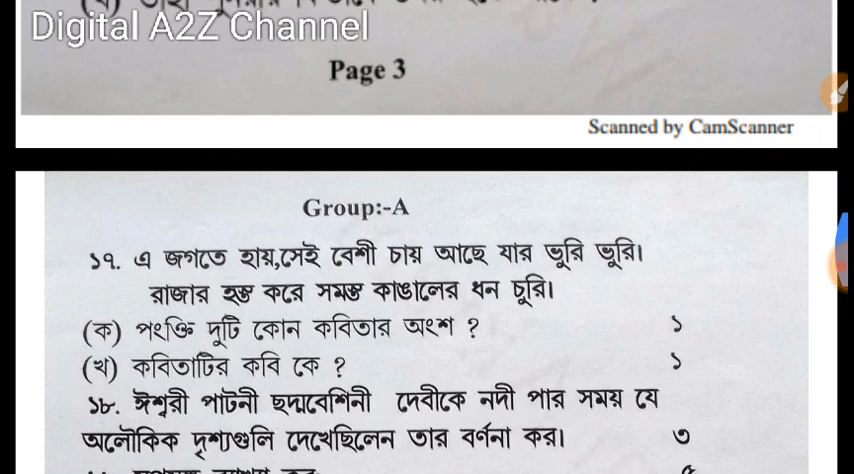 Digital A2Z Channel
Page 3
Scanned by CamScanner
Group:-A
১৭. এ জগতে হায়,সেই বেশী চায় আছে যার ভুরি ভুরি।
রাজার হস্ত করে সমস্ত কাঙালের ধন চুরি।
(ক) পংক্তি দুটি কোন কবিতার অংশ ? ১
(খ) কবিতাটির কবি কে ? ১
১৮. ঈশ্বরী পাটনী ছদ্মবেশিনী দেবীকে নদী পার সময় যে
অলৌকিক দৃশ্যগুলি দেখেছিলেন তার বর্ণনা কর। ৩